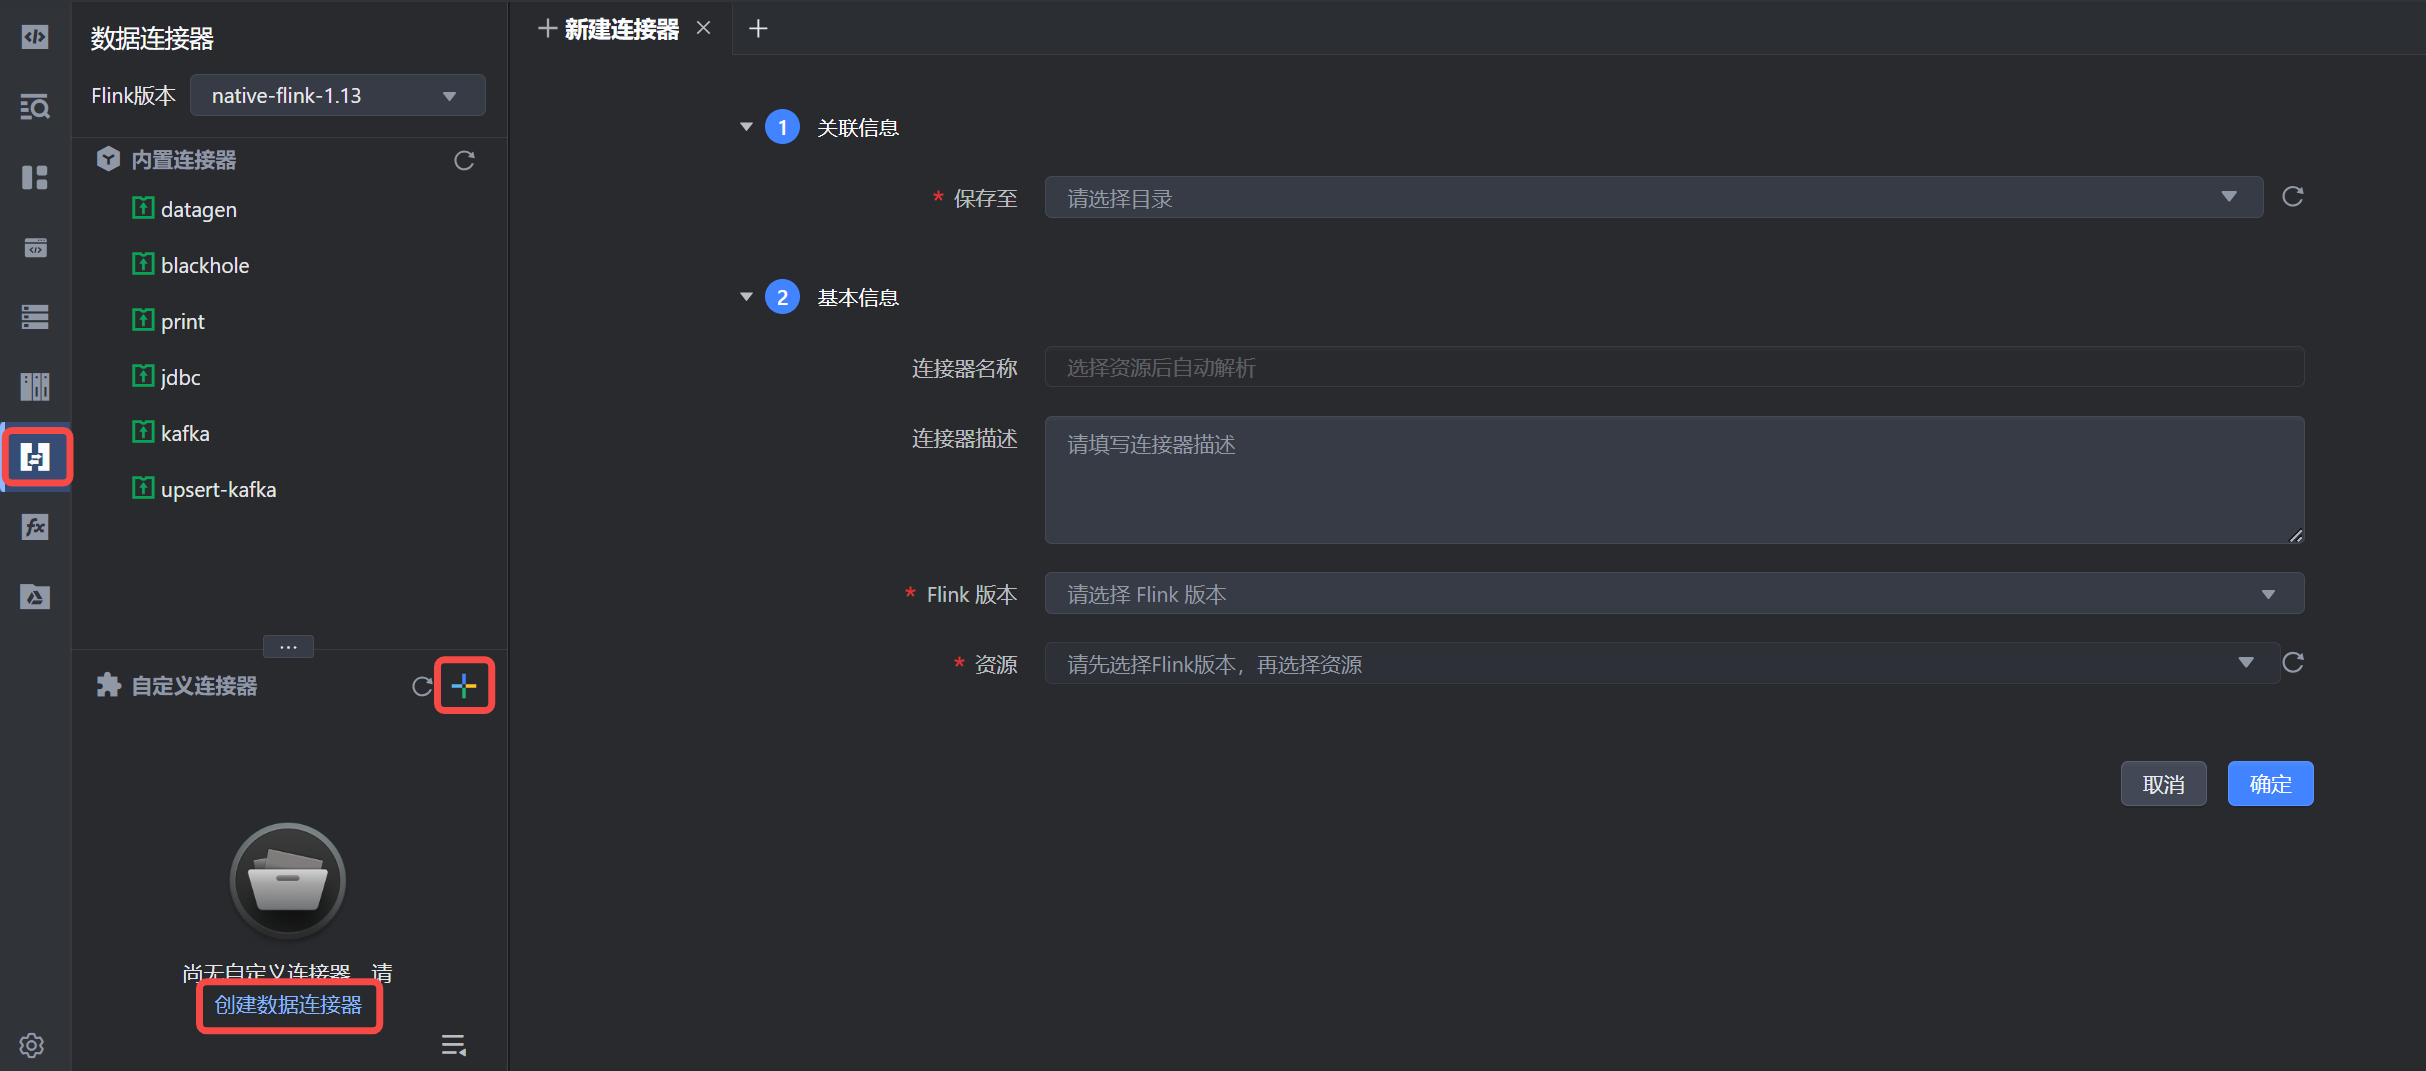 数据连接器
Flink版本 native-flink-1.13
内置连接器
datagen
blackhole
print
jdbc
kafka
upsert-kafka
自定义连接器
尚无自定义连接器，请
创建数据连接器
新建连接器
1 关联信息
* 保存至 请选择目录
2 基本信息
连接器名称 选择资源后自动解析
连接器描述 请填写连接器描述
* Flink 版本 请选择 Flink 版本
* 资源 请先选择Flink版本，再选择资源
取消 确定